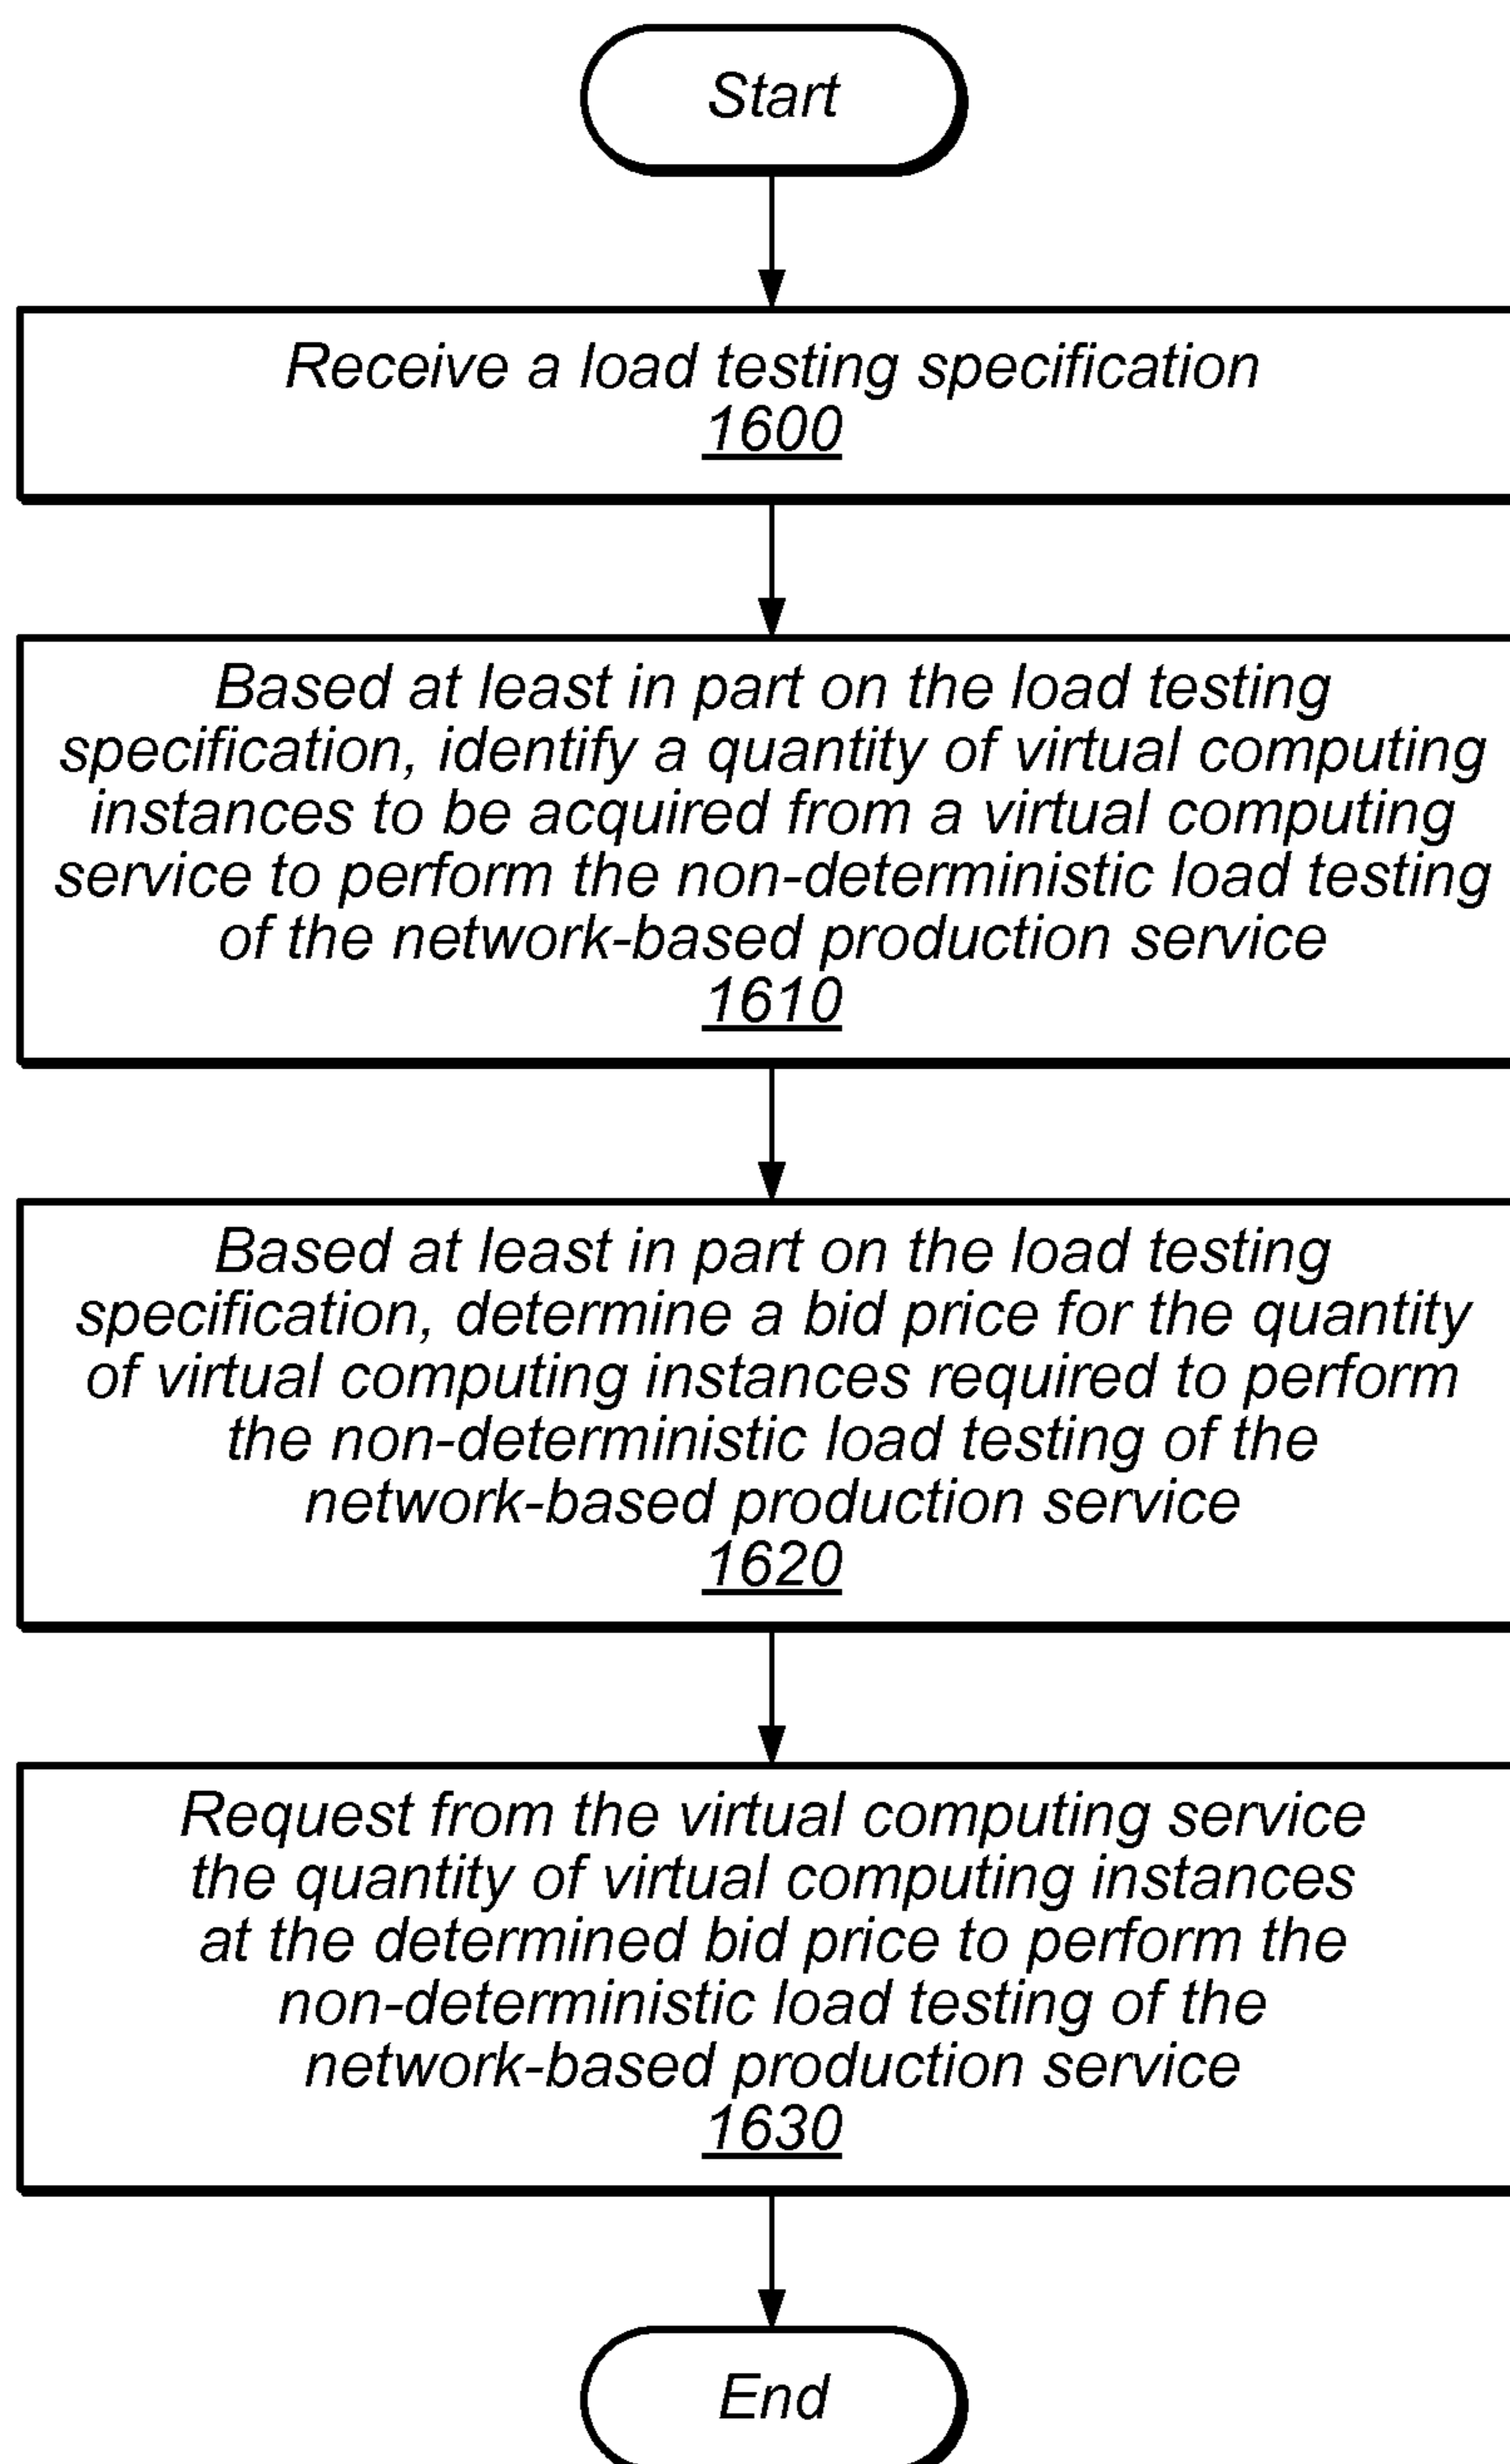 Start
Receive a load testing specification
1600
Based at least in part on the load testing
specification, identify a quantity of virtual computing
instances to be acquired from a virtual computing
service to perform the non-deterministic load testing
of the network-based production service
1610
Based at least in part on the load testing
specification, determine a bid price for the quantity
of virtual computing instances required to perform
the non-deterministic load testing of the
network-based production service
1620
Request from the virtual computing service
the quantity of virtual computing instances
at the determined bid price to perform the
non-deterministic load testing of the
network-based production service
1630
End